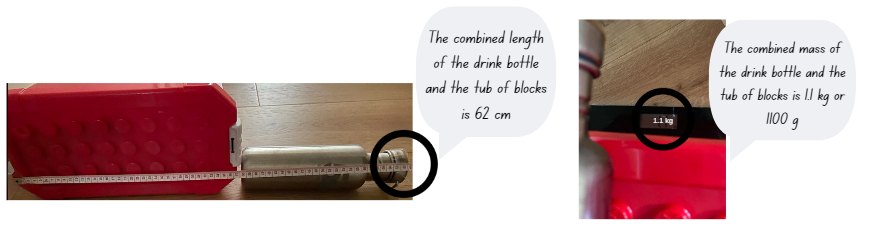 The combined length
of the drink bottle
and the tub of blocks
is 62 cm
The combined mass of
the drink bottle and the
tub of blocks is 1.1 kg or
1100 g
1.1 kg